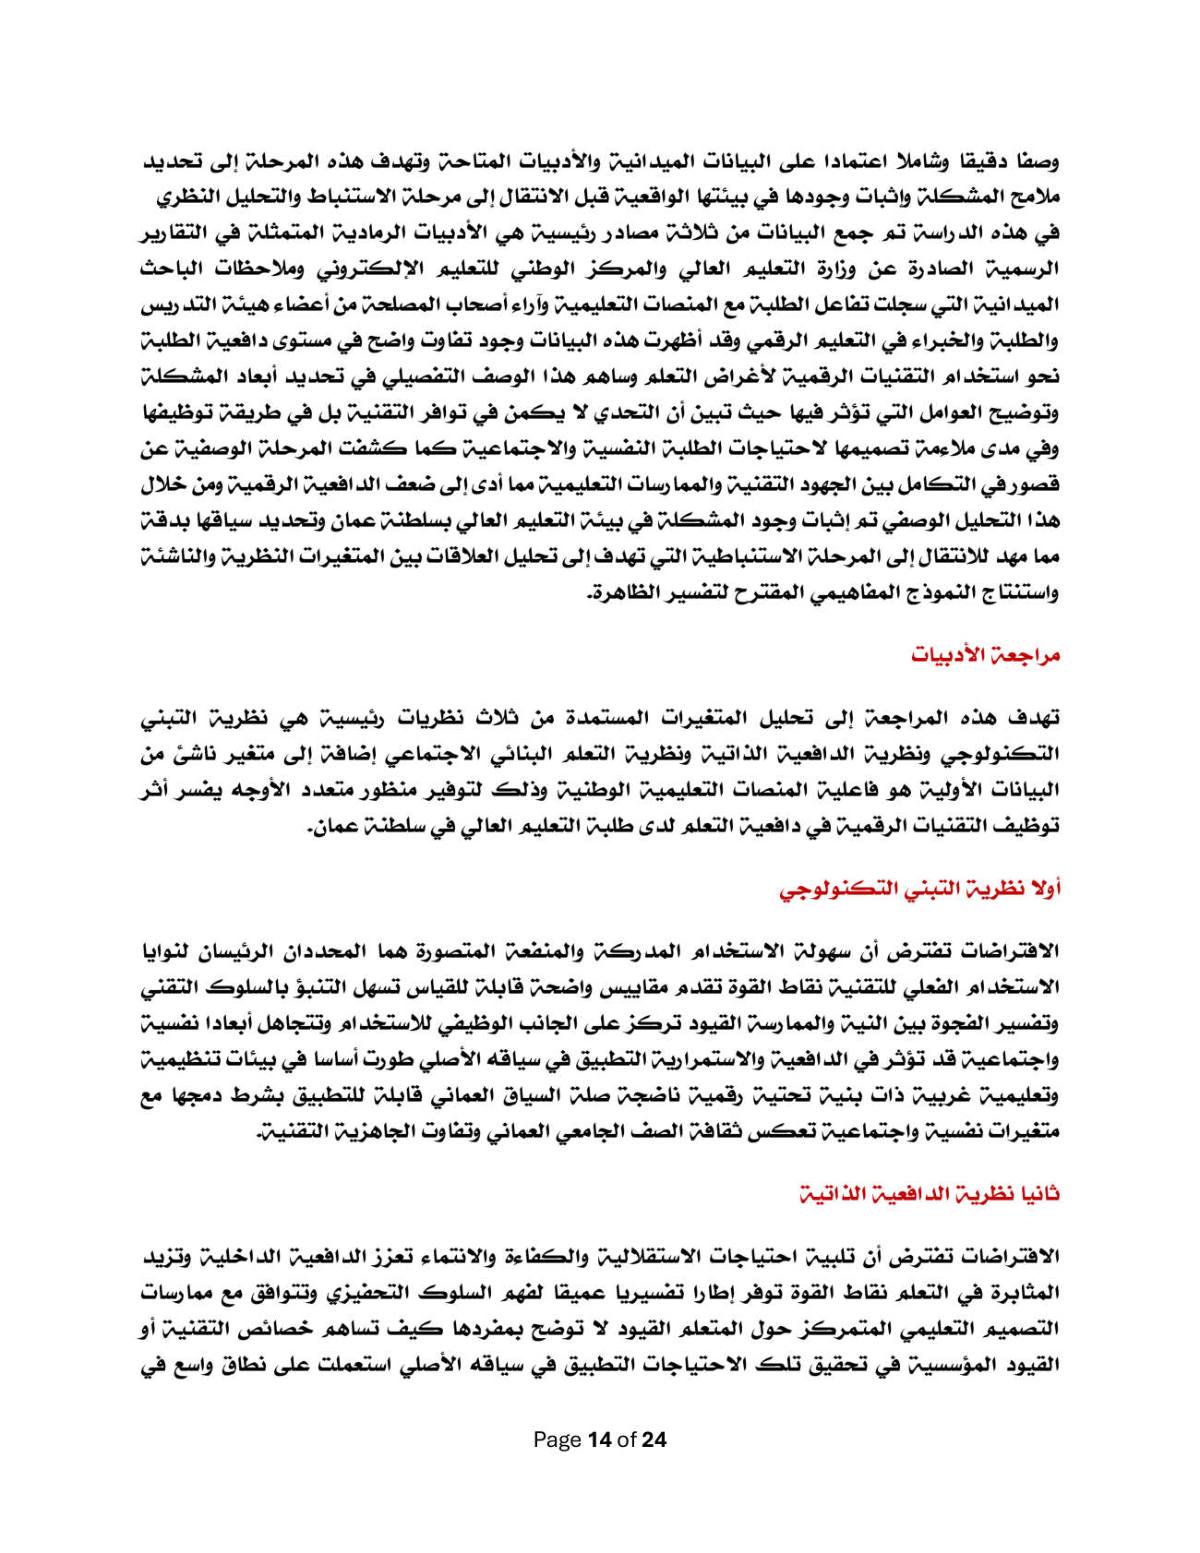 وصفا دقيقا وشاملا اعتمادا على البيانات الميدانية والأدبيات المتاحة وتهدف هذه المرحلة إلى تحديد
ملامح المشكلة وإثبات وجودها في بيئتها الواقعية قبل الانتقال إلى مرحلة الاستنباط والتحليل النظري
في هذه الدراسة تم جمع البيانات من ثلاثة مصادر رئيسية هي الأدبيات الرمادية المتمثلة في التقارير
الرسمية الصادرة عن وزارة التعليم العالي والمركز الوطني للتعليم الإلكتروني وملاحظات الباحث
الميدانية التي سجلت تفاعل الطلبة مع المنصات التعليمية وآراء أصحاب المصلحة من أعضاء هيئة التدريس
والطلبة والخبراء في التعليم الرقمي وقد أظهرت هذه البيانات وجود تفاوت واضح في مستوى دافعية الطلبة
نحو استخدام التقنيات الرقمية لأغراض التعلم وساهم هذا الوصف التفصيلي في تحديد أبعاد المشكلة
وتوضيح العوامل التي تؤثر فيها حيث تبين أن التحدي لا يكمن في توافر التقنية بل في طريقة توظيفها
وفي مدى ملاءمة تصميمها لاحتياجات الطلبة النفسية والاجتماعية كما كشفت المرحلة الوصفية عن
قصور في التكامل بين الجهود التقنية والممارسات التعليمية مما أدى إلى ضعف الدافعية الرقمية ومن خلال
هذا التحليل الوصفي تم إثبات وجود المشكلة في بيئة التعليم العالي بسلطنة عمان وتحديد سياقها بدقة
مما مهد للانتقال إلى المرحلة الاستنباطية التي تهدف إلى تحليل العلاقات بين المتغيرات النظرية والناشئة
واستنتاج النموذج المفاهيمي المقترح لتفسير الظاهرة.
مراجعة الأدبيات
تهدف هذه المراجعة إلى تحليل المتغيرات المستمدة من ثلاث نظريات رئيسية هي نظرية التبني
التكنولوجي ونظرية الدافعية الذاتية ونظرية التعلم البنائي الاجتماعي إضافة إلى متغير ناشئ من
البيانات الأولية هو فاعلية المنصات التعليمية الوطنية وذلك لتوفير منظور متعدد الأوجه يفسر أثر
توظيف التقنيات الرقمية في دافعية التعلم لدى طلبة التعليم العالي في سلطنة عمان.
أولا نظرية التبني التكنولوجي
الافتراضات تفترض أن سهولة الاستخدام المدركة والمنفعة المتصورة هما المحددان الرئيسان لنوايا
الاستخدام الفعلي للتقنية نقاط القوة تقدم مقاييس واضحة قابلة للقياس تسهل التنبؤ بالسلوك التقني
وتفسير الفجوة بين النية والممارسة القيود تركز على الجانب الوظيفي للاستخدام وتتجاهل أبعادا نفسية
واجتماعية قد تؤثر في الدافعية والاستمرارية التطبيق في سياقه الأصلي طورت أساسا في بيئات تنظيمية
وتعليمية غربية ذات بنية تحتية رقمية ناضجة صلة السياق العماني قابلة للتطبيق بشرط دمجها مع
متغيرات نفسية واجتماعية تعكس ثقافة الصف الجامعي العماني وتفاوت الجاهزية التقنية.
ثانيا نظرية الدافعية الذاتية
الافتراضات تفترض أن تلبية احتياجات الاستقلالية والكفاءة والانتماء تعزز الدافعية الداخلية وتزيد
المثابرة في التعلم نقاط القوة توفر إطارا تفسيريا عميقا لفهم السلوك التحفيزي وتتوافق مع ممارسات
التصميم التعليمي المتمركز حول المتعلم القيود لا توضح بمفردها كيف تساهم خصائص التقنية أو
القيود المؤسسية في تحقيق تلك الاحتياجات التطبيق في سياقه الأصلي استعملت على نطاق واسع في
Page 14 of 24